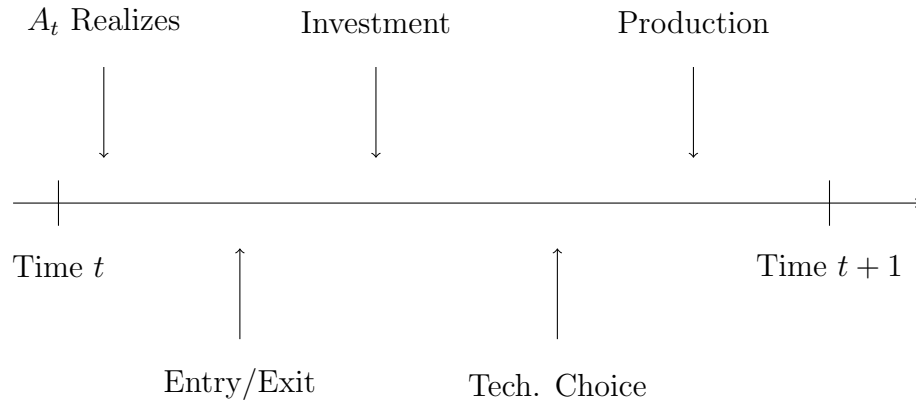 A_t Realizes
Investment
Production
Time t
Time t + 1
Entry/Exit
Tech. Choice